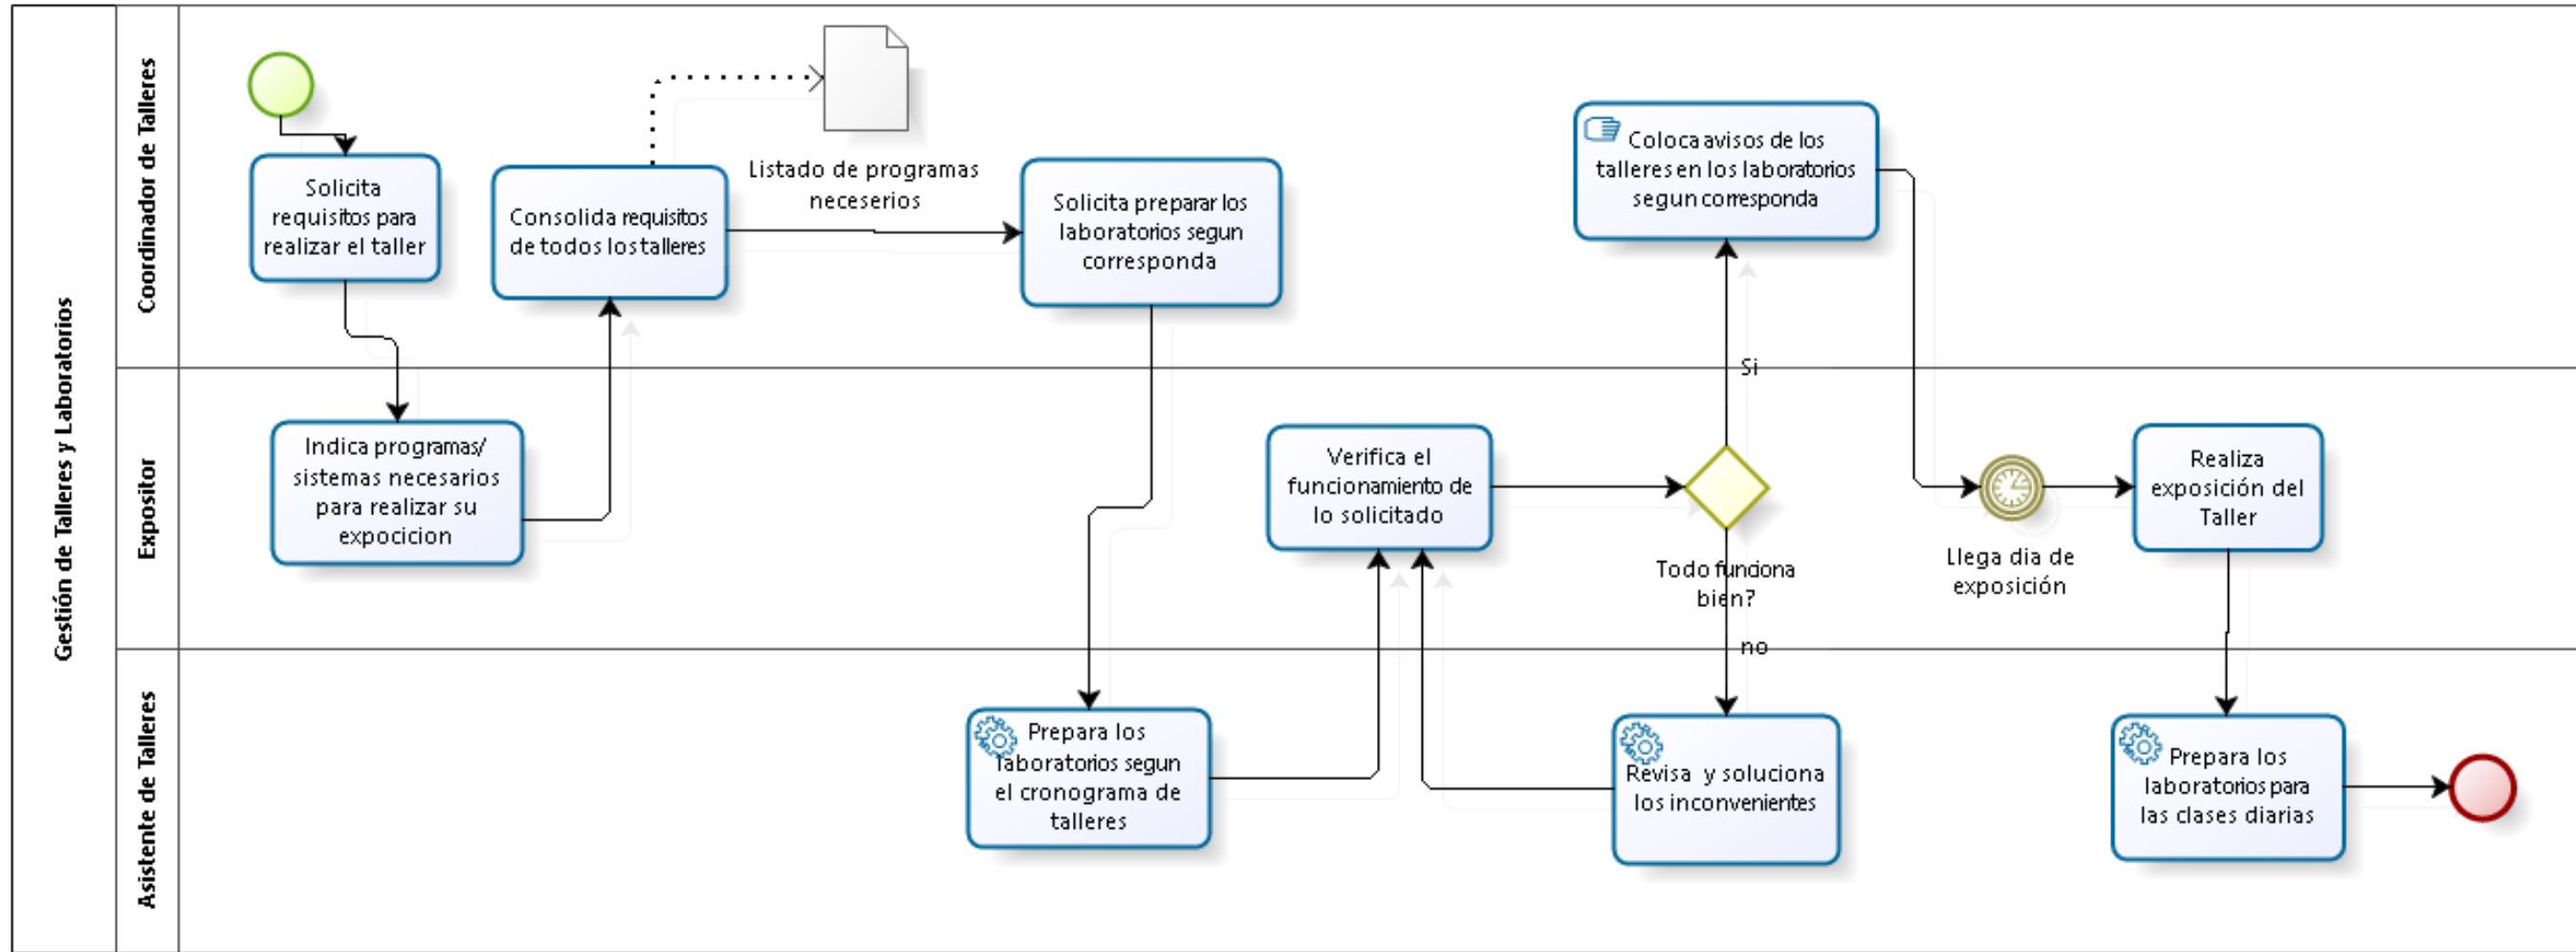 Gestión de Talleres y Laboratorios
Coordinador de Talleres
Solicita
requisitos para
realizar el taller
Consolida requisitos
de todos los talleres
Listado de programas
neceserios
Solicita preparar los
laboratorios segun
corresponda
Coloca avisos de los
talleres en los laboratorios
segun corresponda
Si
Expositor
Indica programas/
sistemas necesarios
para realizar su
expocicion
Verifica el
funcionamiento de
lo solicitado
Todo funciona
bien?
no
Llega dia de
exposición
Realiza
exposición del
Taller
Asistente de Talleres
Prepara los
laboratorios segun
el cronograma de
talleres
Revisa y soluciona
los inconvenientes
Prepara los
laboratorios para
las clases diarias